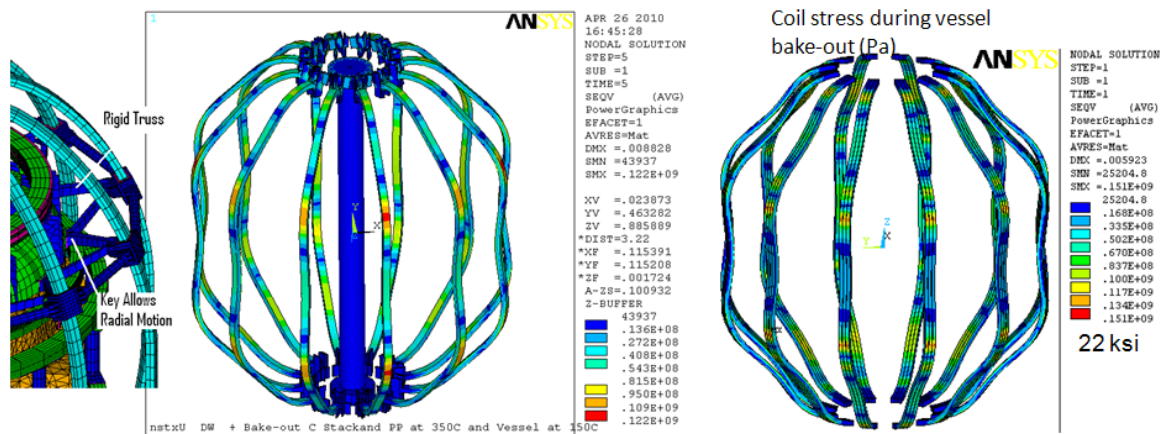 Rigid Truss
Key Allows
Radial Motion
1
ANSYS
APR 26 2010
16:45:28
NODAL SOLUTION
STEP=5
SUB =1
TIME=5
SEQV (AVG)
PowerGraphics
EFACET=1
AVRES=Mat
DMX =.008828
SMN =43937
SMX =.122E+09
XV =.023873
YV =.463282
ZV =.885889
*DIST=3.22
*XF =.115391
*YF =.115208
*ZF =.001724
A-ZS=.100932
Z-BUFFER
43937
.136E+08
.272E+08
.408E+08
.543E+08
.815E+08
.950E+08
.109E+09
.122E+09
Y
X
nstxU DW + Bake-out C Stackand PP at 350C and Vessel at 150C
Coil stress during vessel
bake-out (Pa)
ANSYS
NODAL SOLUTION
STEP=1
SUB =1
TIME=1
SEQV (AVG)
PowerGraphics
EFACET=1
AVRES=Mat
DMX =.005923
SMN =25204.8
SMX =.151E+09
25204.8
.168E+08
.335E+08
.502E+08
.670E+08
.837E+08
.100E+09
.117E+09
.134E+09
.151E+09
Z
X
Y
22 ksi